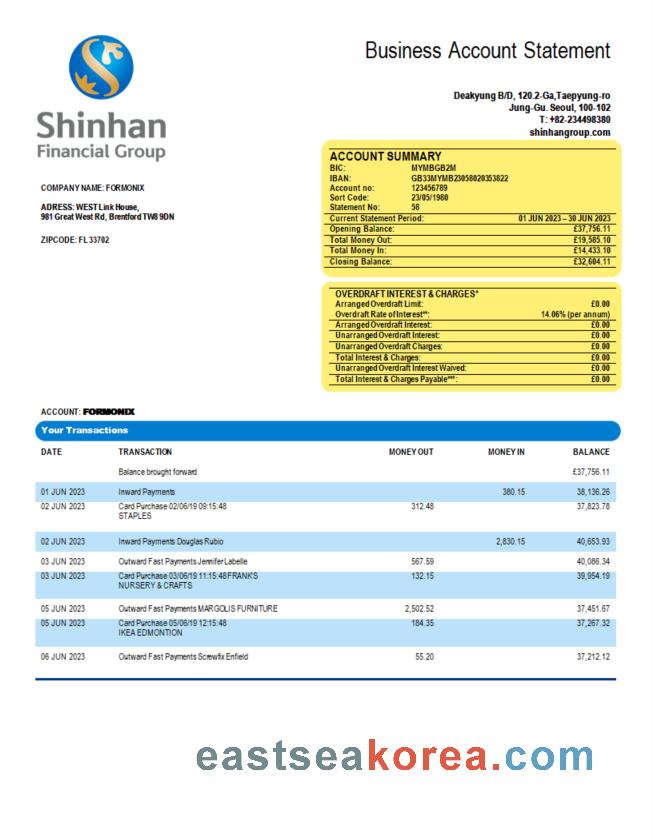 Business Account Statement
Shinhan
Financial Group
Deakyung B/D, 120.2-Ga,Taepyung-ro
Jung-Gu. Seoul, 100-102
T: +82-234498380
shinhangroup.com
COMPANY NAME: FORMONIX
ADRESS: WEST Link House,
981 Great West Rd, Brentford TW8 9DN
ZIPCODE: FL 33702
ACCOUNT SUMMARY
BIC: MYMBGB2M
IBAN: GB33MYMB23058020353822
Account no: 123456789
Sort Code: 23/05/1980
Statement No: 58
Current Statement Period: 01 JUN 2023 – 30 JUN 2023
Opening Balance: £37,756.11
Total Money Out: £19,585.10
Total Money In: £14,433.10
Closing Balance: £32,604.11
OVERDRAFT INTEREST & CHARGES*
Arranged Overdraft Limit: £0.00
Overdraft Rate of Interest**: 14.06% (per annum)
Arranged Overdraft Interest: £0.00
Unarranged Overdraft Interest: £0.00
Unarranged Overdraft Charges: £0.00
Total Interest & Charges: £0.00
Unarranged Overdraft Interest Waived: £0.00
Total Interest & Charges Payable***: £0.00
ACCOUNT: FORMONIX
Your Transactions
DATE TRANSACTION MONEY OUT MONEY IN BALANCE
Balance brought forward £37,756.11
01 JUN 2023 Inward Payments 380.15 38,136.26
02 JUN 2023 Card Purchase 02/06/19 09:15:48 312.48 37,823.78
STAPLES
02 JUN 2023 Inward Payments Douglas Rubio 2,830.15 40,653.93
03 JUN 2023 Outward Fast Payments Jennifer Labelle 567.59 40,086.34
03 JUN 2023 Card Purchase 03/06/19 11:15:48 FRANKS 132.15 39,954.19
NURSERY & CRAFTS
05 JUN 2023 Outward Fast Payments MARGOLIS FURNITURE 2,502.52 37,451.67
05 JUN 2023 Card Purchase 05/06/19 12:15:48 184.35 37,267.32
IKEA EDMONTION
06 JUN 2023 Outward Fast Payments Screwfix Enfield 55.20 37,212.12
eastseakorea.com